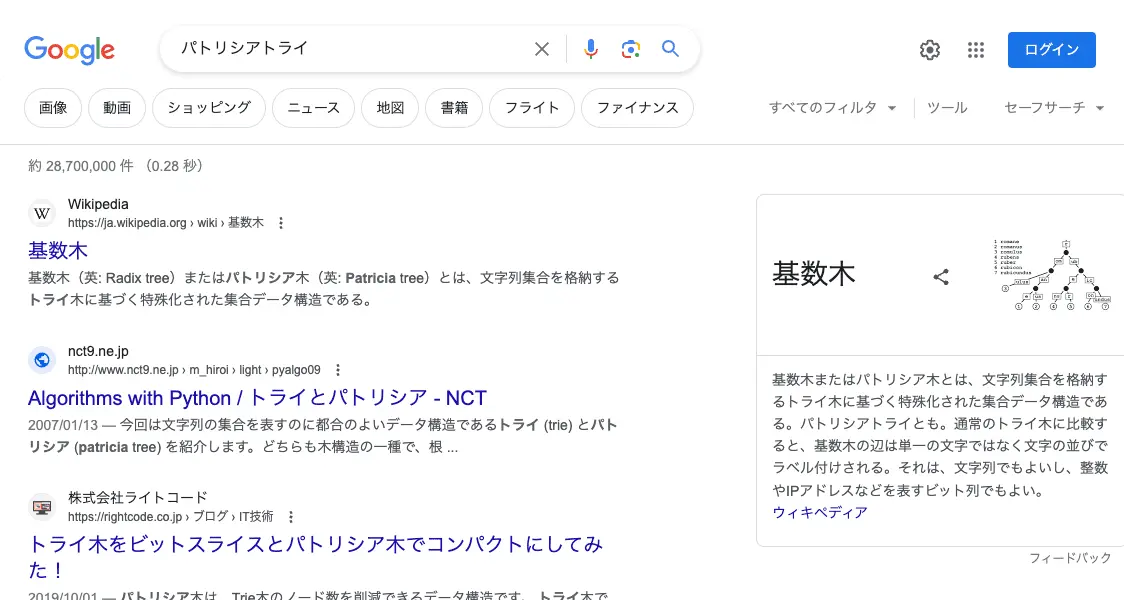 Google
パトリシアトライ
ログイン
画像 動画 ショッピング ニュース 地図 書籍 フライト ファイナンス
すべてのフィルタ ツール セーフサーチ
約 28,700,000 件 (0.28 秒)
W
Wikipedia
https://ja.wikipedia.org › wiki › 基数木
基数木
基数木（英: Radix tree）またはパトリシア木（英: Patricia tree）とは、文字列集合を格納する
トライ木に基づく特殊化された集合データ構造である。
nct9.ne.jp
http://www.nct9.ne.jp › m_hiroi › light › pyalgo09
Algorithms with Python / トライとパトリシア - NCT
2007/01/13 — 今回は文字列の集合を表すのに都合のよいデータ構造であるトライ (trie) とパト
リシア (patricia tree) を紹介します。どちらも木構造の一種で、根 ...
株式会社ライトコード
https://rightcode.co.jp › ブログ › IT技術
トライ木をビットスライスとパトリシア木でコンパクトにしてみ
た！
2019/10/01 — パトリシア木は、Trie木のノード数を削減できるデータ構造です。 トライ木で
基数木
1 romane
2 romanus
3 romulus
4 rubens
5 ruber
6 rubicon
7 rubicundus
基数木またはパトリシア木とは、文字列集合を格納す
るトライ木に基づく特殊化された集合データ構造であ
る。パトリシアトライとも。通常のトライ木に比較す
ると、基数木の辺は単一の文字ではなく文字の並びで
ラベル付けされる。それは、文字列でもよいし、整数
やIPアドレスなどを表すビット列でもよい。
ウィキペディア
フィードバック